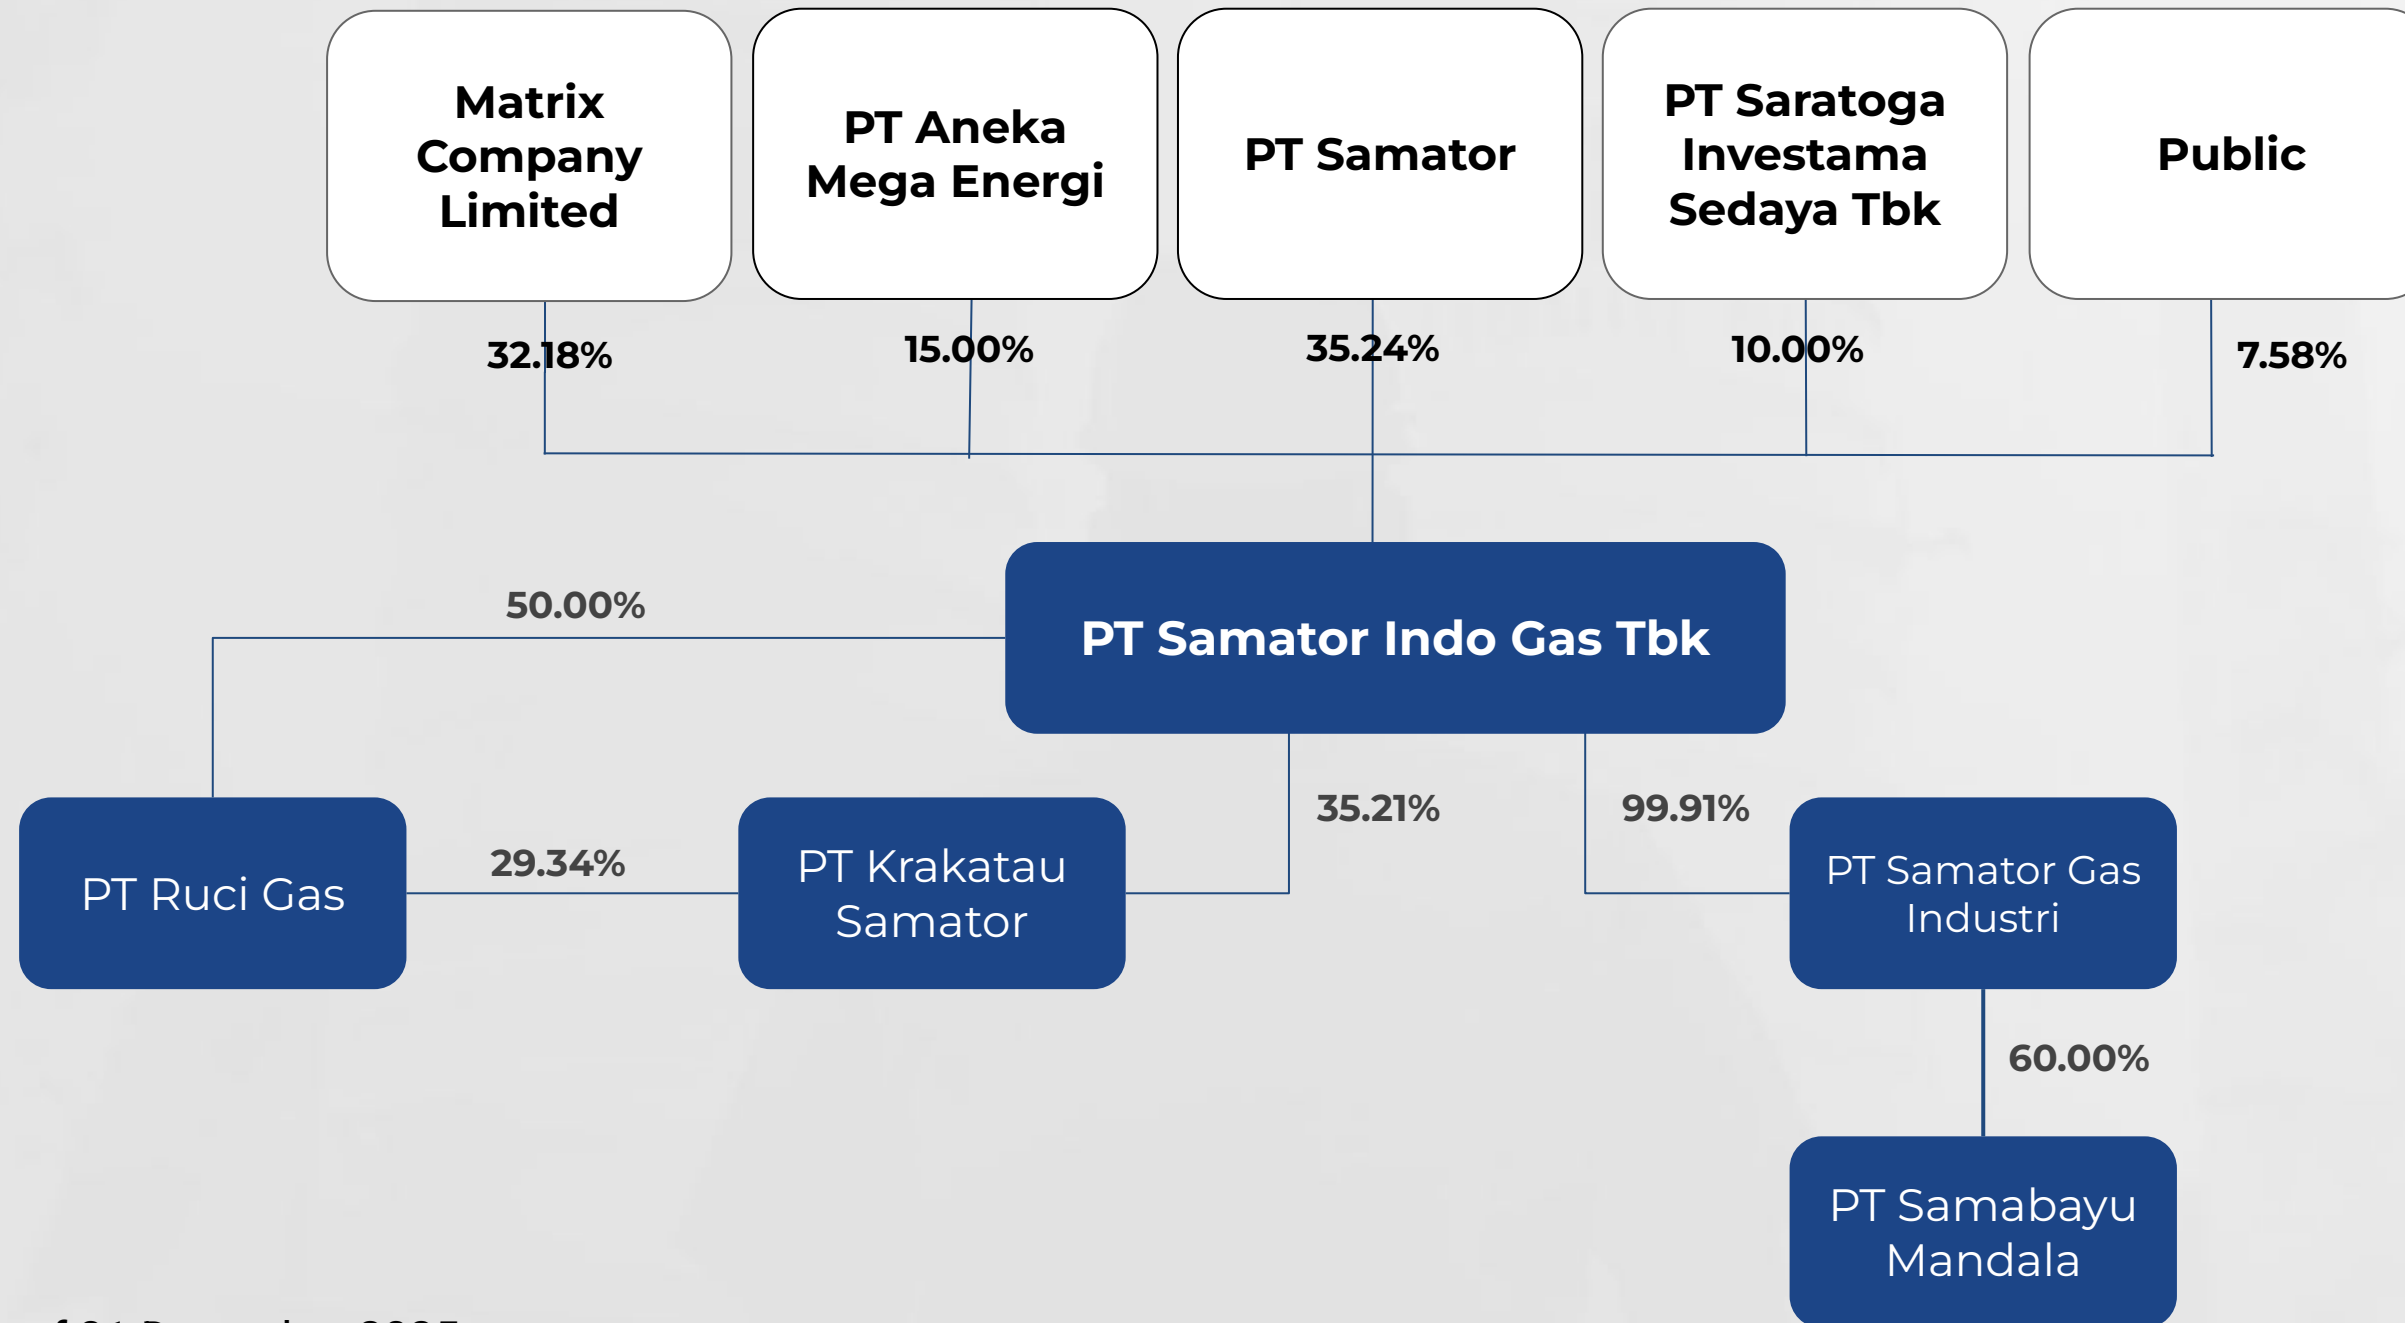 Matrix
Company
Limited
PT Aneka
Mega Energi
PT Samator
PT Saratoga
Investama
Sedaya Tbk
Public
32.18%
15.00%
35.24%
10.00%
7.58%
50.00%
PT Samator Indo Gas Tbk
35.21%
99.91%
PT Ruci Gas
29.34%
PT Krakatau
Samator
PT Samator Gas
Industri
60.00%
PT Samabayu
Mandala